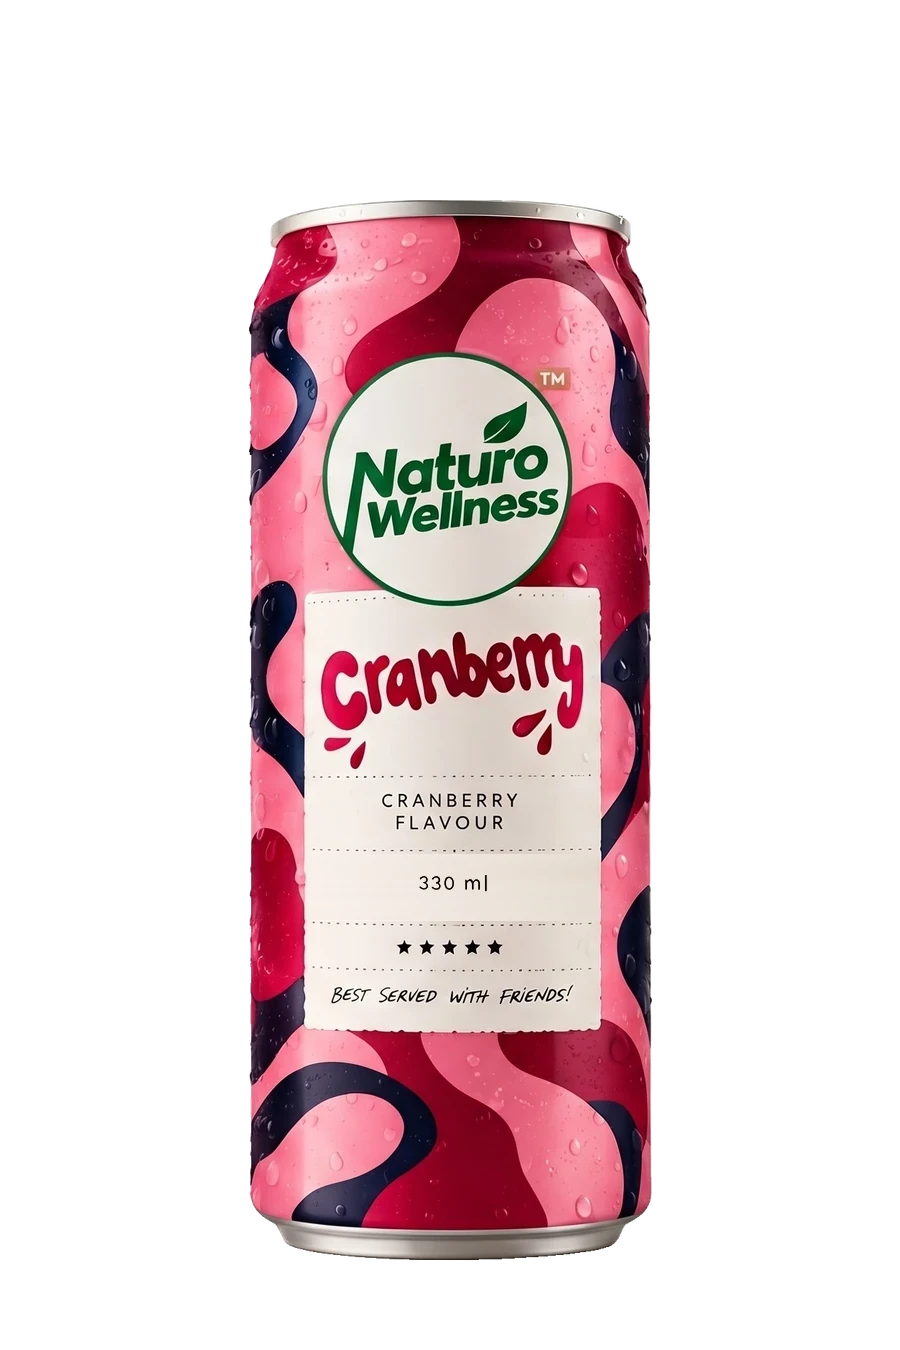 TM
Naturo
Wellness
Cranberry
CRANBERRY
FLAVOUR
330 ml
BEST SERVED WITH FRIENDS!